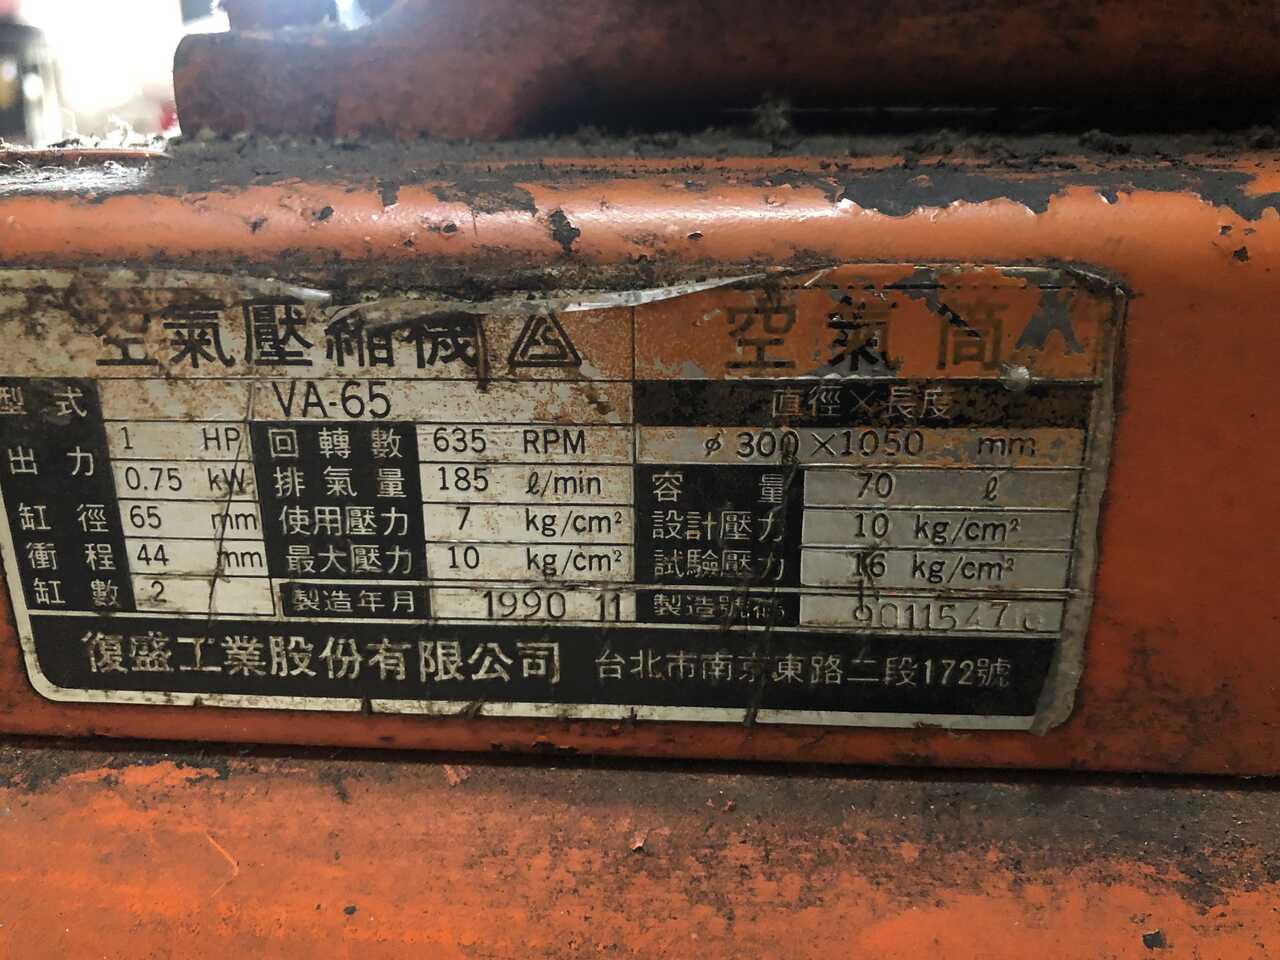 空氣壓縮機
空氣筒
型式 VA-65
直徑×長度
出力 1 HP 回轉數 635 RPM
φ300×1050 mm
0.75 kW 排氣量 185 ℓ/min 容量 70 ℓ
缸徑 65 mm 使用壓力 7 kg/cm² 設計壓力 10 kg/cm²
衝程 44 mm 最大壓力 10 kg/cm² 試驗壓力 16 kg/cm²
缸數 2 製造年月 1990 11 製造號碼
復盛工業股份有限公司 台北市南京東路二段172號